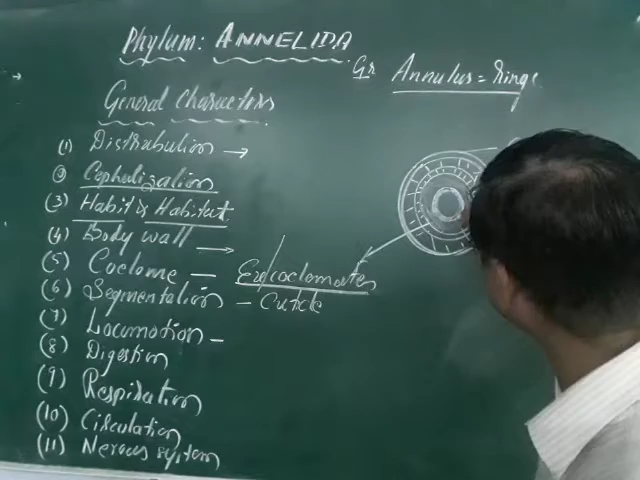 Phylum: ANNELIDA
Gr Annulus = ring
General Characters
(1) Distribution →
(2) Cephalization
(3) Habit & Habitat
(4) Body wall →
(5) Coelome — Eucoelomates
(6) Segmentation – Cuticle
(7) Locomotion –
(8) Digestion
(9) Respiration
(10) Circulation
(11) Nervous system